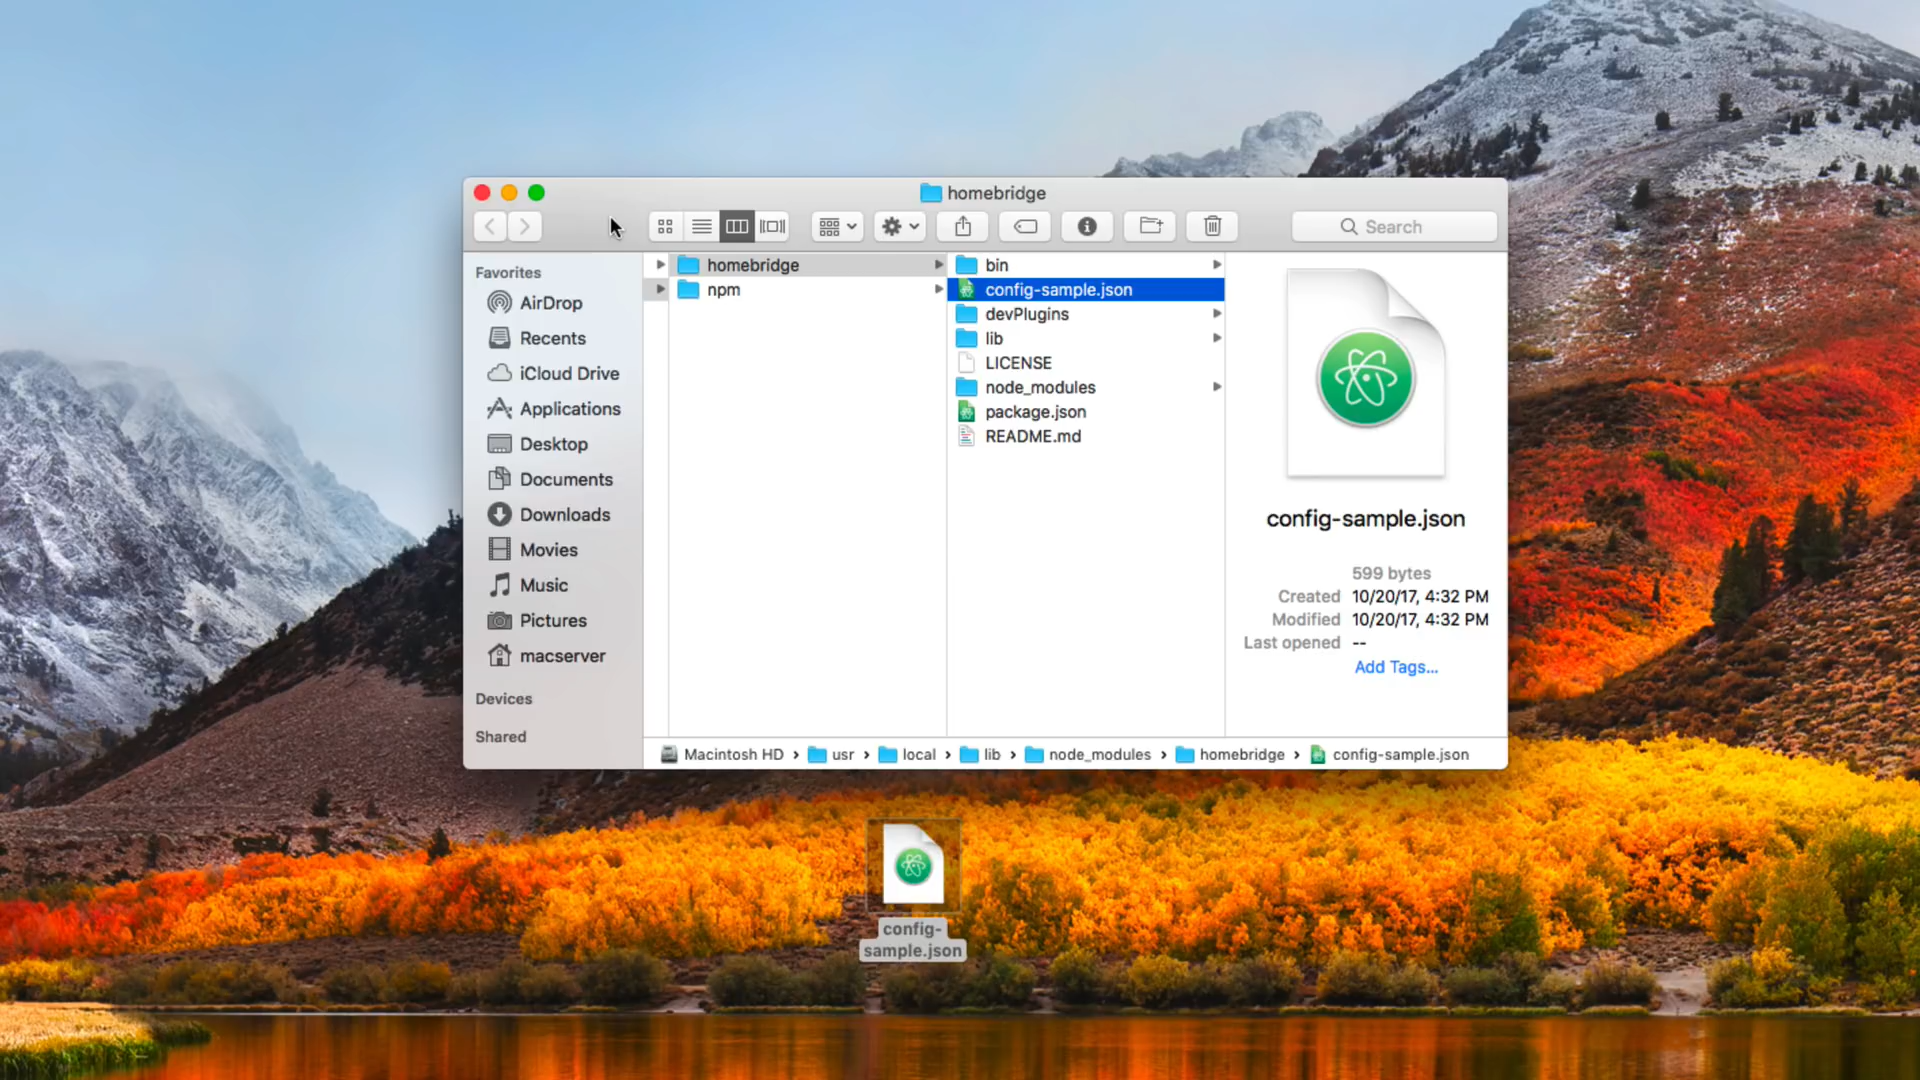 homebridge
Search
Favorites
AirDrop
Recents
iCloud Drive
Applications
Desktop
Documents
Downloads
Movies
Music
Pictures
macserver
Devices
Shared
homebridge
npm
bin
config-sample.json
devPlugins
lib
LICENSE
node_modules
package.json
README.md
config-sample.json
599 bytes
Created 10/20/17, 4:32 PM
Modified 10/20/17, 4:32 PM
Last opened --
Add Tags...
Macintosh HD › usr › local › lib › node_modules › homebridge › config-sample.json
config-
sample.json